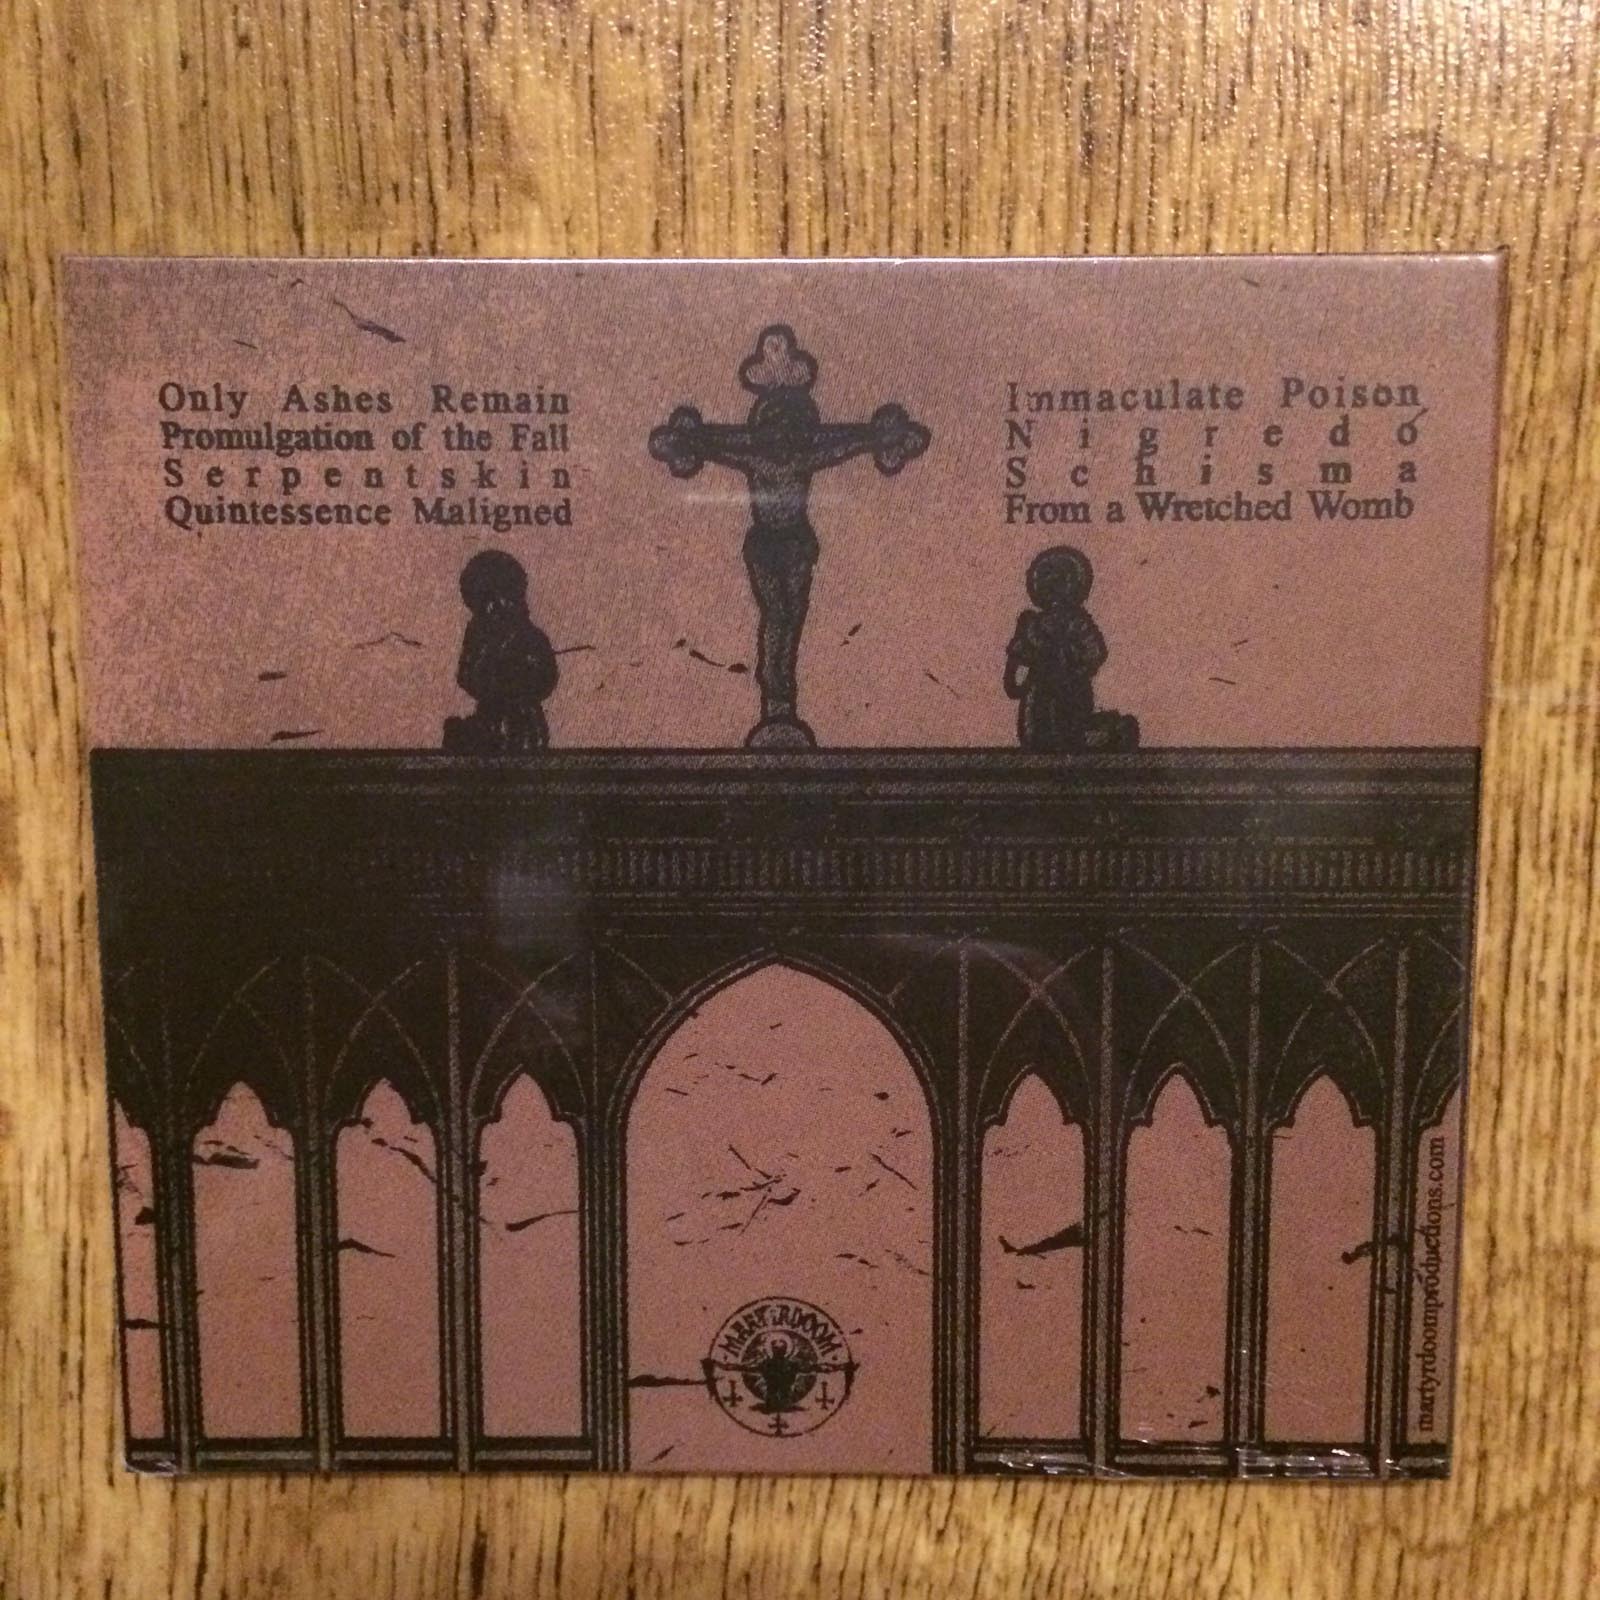 Only Ashes Remain
Promulgation of the Fall
Serpentskin
Quintessence Maligned
Immaculate Poison
Nigredo
Schisma
From a Wretched Womb
MARTYRDOOM
martyrdoomproductions.com